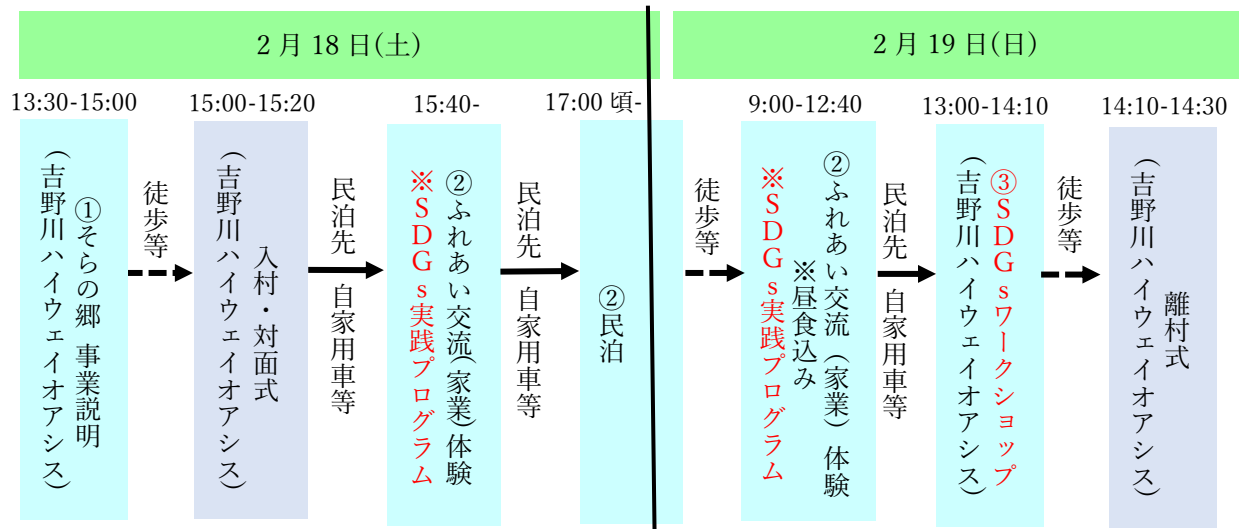 2月18日(土)
2月19日(日)
13:30-15:00
15:00-15:20
15:40-
17:00 頃-
9:00-12:40
13:00-14:10
14:10-14:30
①そらの郷 事業説明
(吉野川ハイウェイオアシス)
徒歩等
入村・対面式
(吉野川ハイウェイオアシス)
民泊先 自家用車等
②ふれあい交流(家業)体験
※SDGs実践プログラム
民泊先 自家用車等
②民泊
徒歩等
②ふれあい交流(家業)体験
※昼食込み
※SDGs実践プログラム
民泊先 自家用車等
③SDGsワークショップ
(吉野川ハイウェイオアシス)
徒歩等
離村式
(吉野川ハイウェイオアシス)